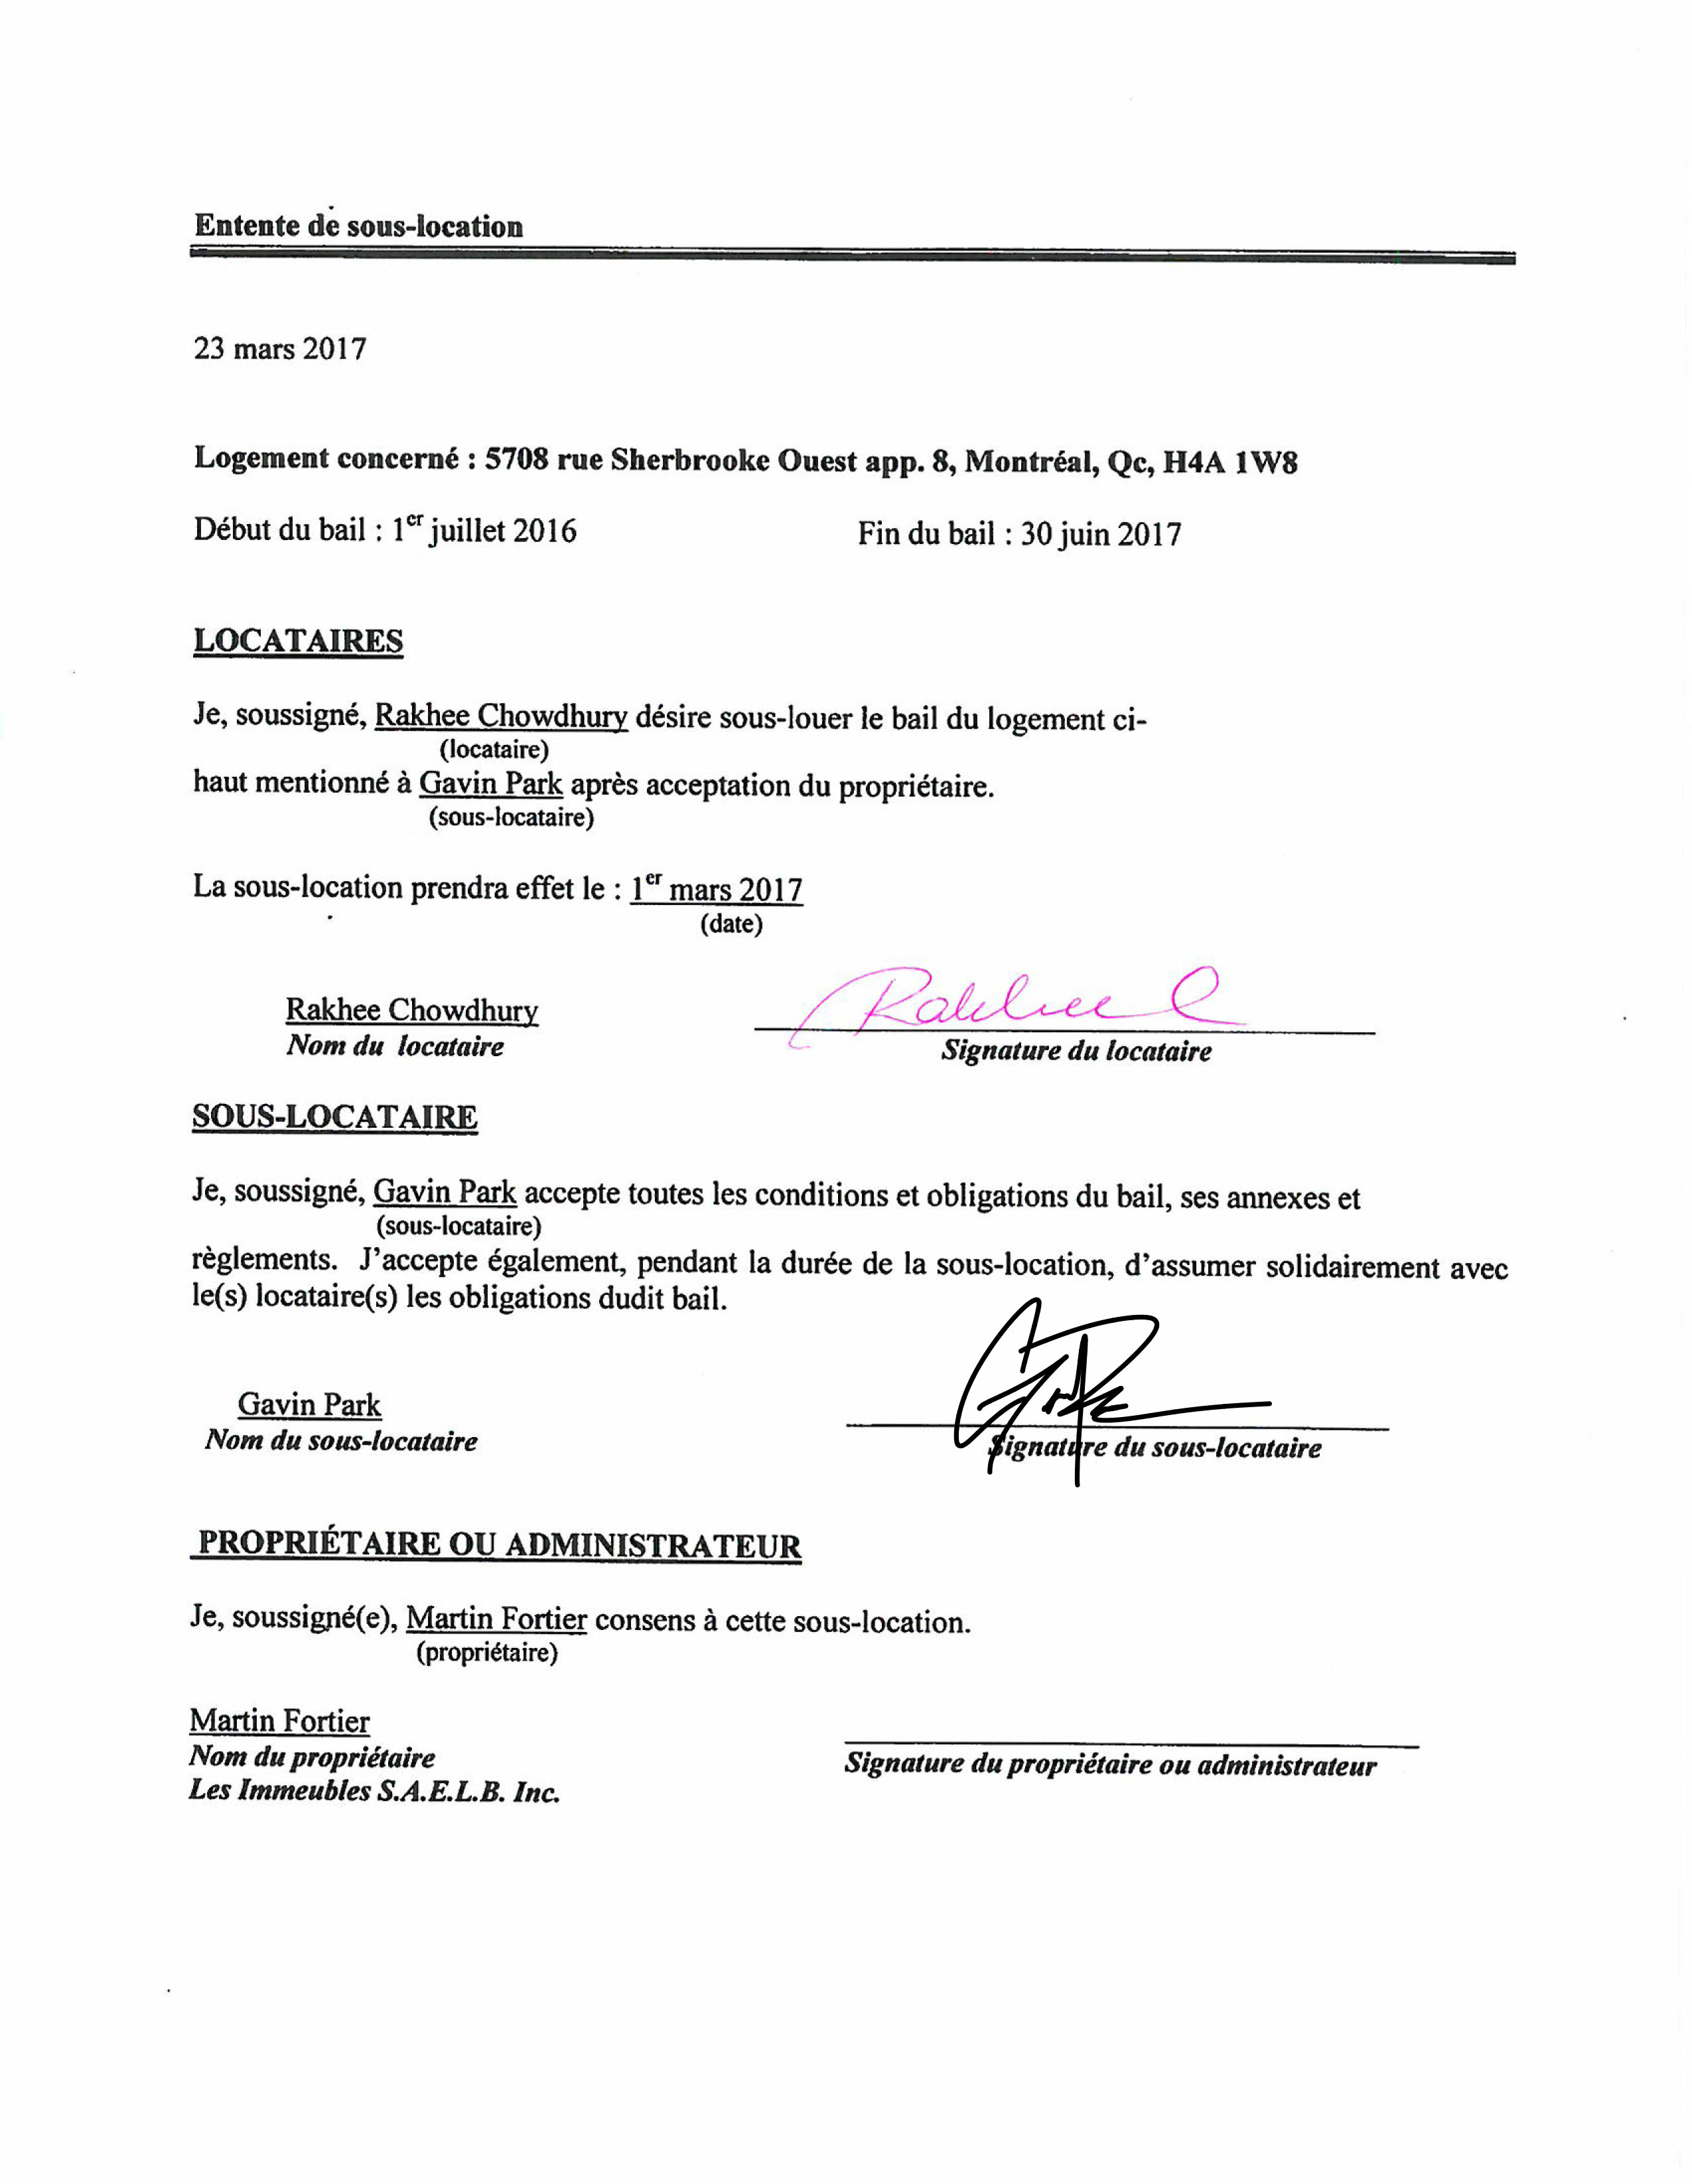 Entente de sous-location
23 mars 2017
Logement concerné : 5708 rue Sherbrooke Ouest app. 8, Montréal, Qc, H4A 1W8
Début du bail : 1er juillet 2016 Fin du bail : 30 juin 2017
LOCATAIRES
Je, soussigné, Rakhee Chowdhury désire sous-louer le bail du logement ci-
(locataire)
haut mentionné à Gavin Park après acceptation du propriétaire.
(sous-locataire)
La sous-location prendra effet le : 1er mars 2017
(date)
Rakhee Chowdhury Rakhee C
Nom du locataire Signature du locataire
SOUS-LOCATAIRE
Je, soussigné, Gavin Park accepte toutes les conditions et obligations du bail, ses annexes et
(sous-locataire)
règlements. J'accepte également, pendant la durée de la sous-location, d'assumer solidairement avec
le(s) locataire(s) les obligations dudit bail.
Gavin Park
Nom du sous-locataire Signature du sous-locataire
PROPRIÉTAIRE OU ADMINISTRATEUR
Je, soussigné(e), Martin Fortier consens à cette sous-location.
(propriétaire)
Martin Fortier
Nom du propriétaire Signature du propriétaire ou administrateur
Les Immeubles S.A.E.L.B. Inc.